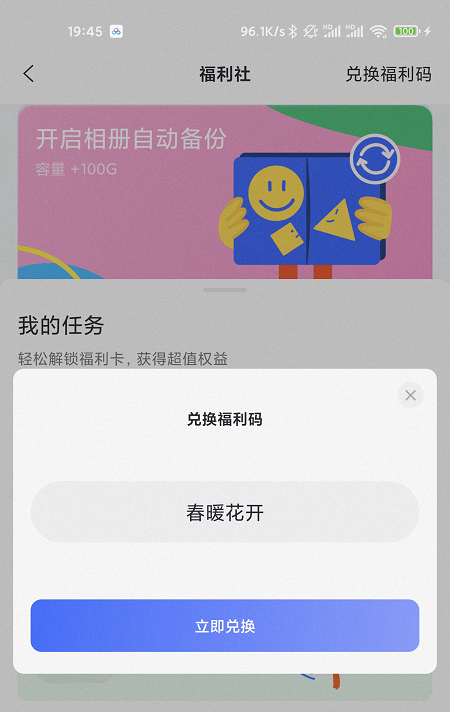 19:45
96.1K/s
HD
HD
100
福利社
兑换福利码
开启相册自动备份
容量 +100G
我的任务
轻松解锁福利卡，获得超值权益
兑换福利码
春暖花开
立即兑换